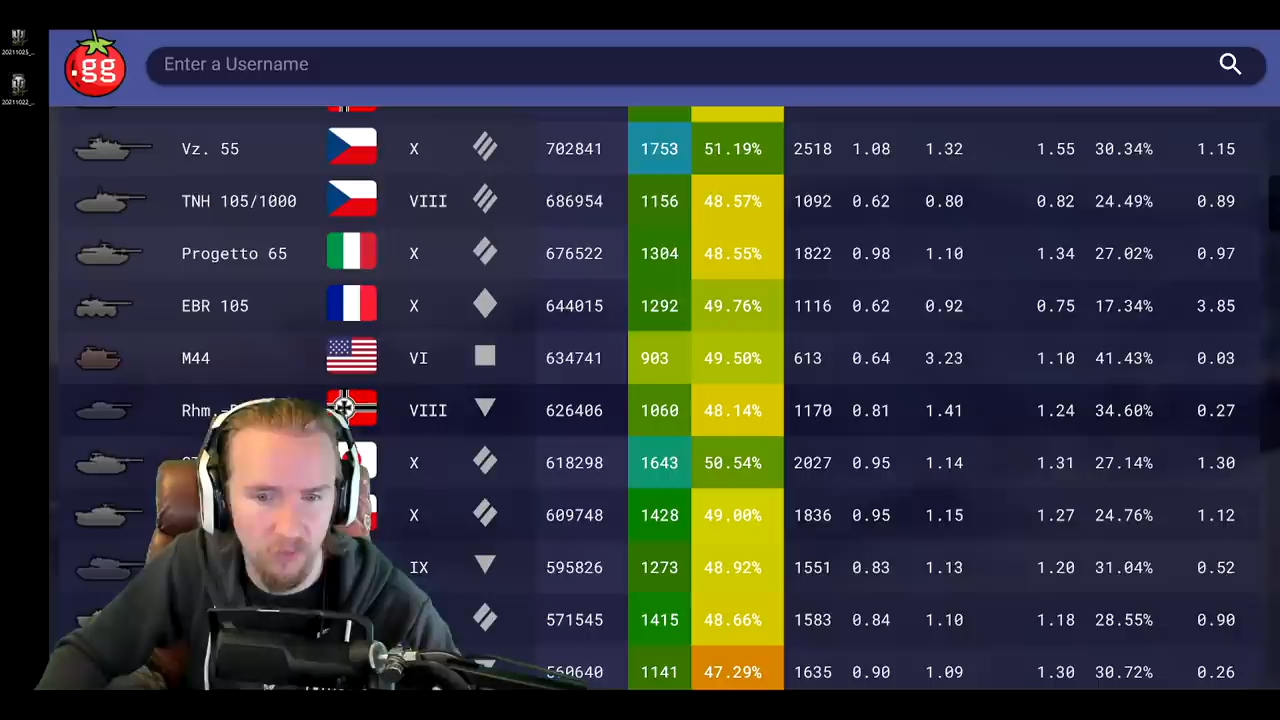 20211025_...
20211022_...
.gg
Enter a Username
Vz. 55 X 702841 1753 51.19% 2518 1.08 1.32 1.55 30.34% 1.15
TNH 105/1000 VIII 686954 1156 48.57% 1092 0.62 0.80 0.82 24.49% 0.89
Progetto 65 X 676522 1304 48.55% 1822 0.98 1.10 1.34 27.02% 0.97
EBR 105 X 644015 1292 49.76% 1116 0.62 0.92 0.75 17.34% 3.85
M44 VI 634741 903 49.50% 613 0.64 3.23 1.10 41.43% 0.03
Rhm. VIII 626406 1060 48.14% 1170 0.81 1.41 1.24 34.60% 0.27
X 618298 1643 50.54% 2027 0.95 1.14 1.31 27.14% 1.30
X 609748 1428 49.00% 1836 0.95 1.15 1.27 24.76% 1.12
IX 595826 1273 48.92% 1551 0.83 1.13 1.20 31.04% 0.52
571545 1415 48.66% 1583 0.84 1.10 1.18 28.55% 0.90
560640 1141 47.29% 1635 0.90 1.09 1.30 30.72% 0.26